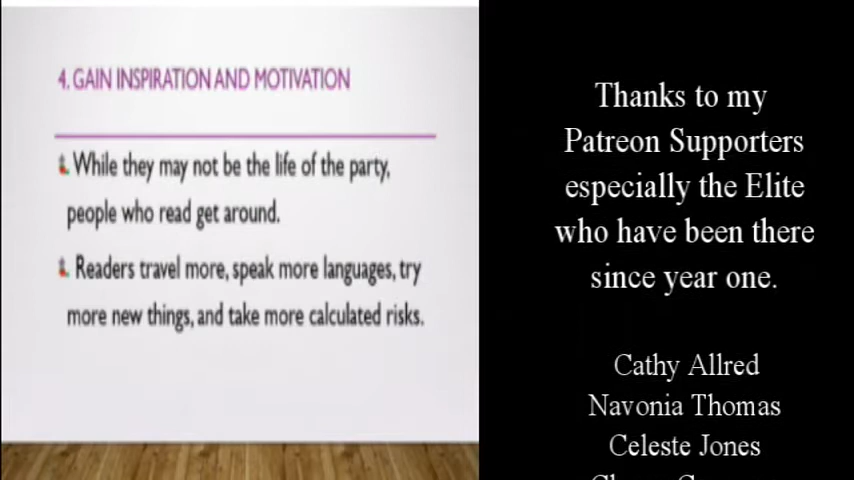 4. GAIN INSPIRATION AND MOTIVATION
While they may not be the life of the party,
people who read get around.
Readers travel more, speak more languages, try
more new things, and take more calculated risks.
Thanks to my
Patreon Supporters
especially the Elite
who have been there
since year one.
Cathy Allred
Navonia Thomas
Celeste Jones